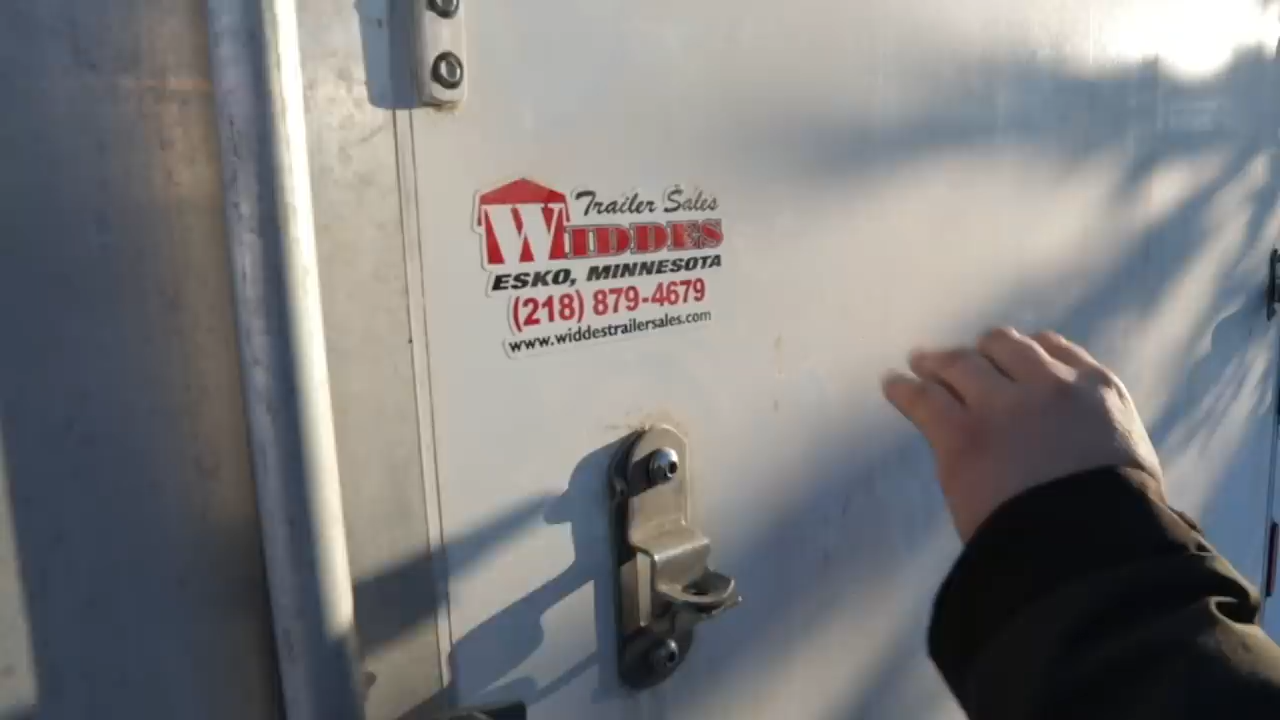 Trailer Sales
WIDDES
ESKO, MINNESOTA
(218) 879-4679
www.widdestrailersales.com